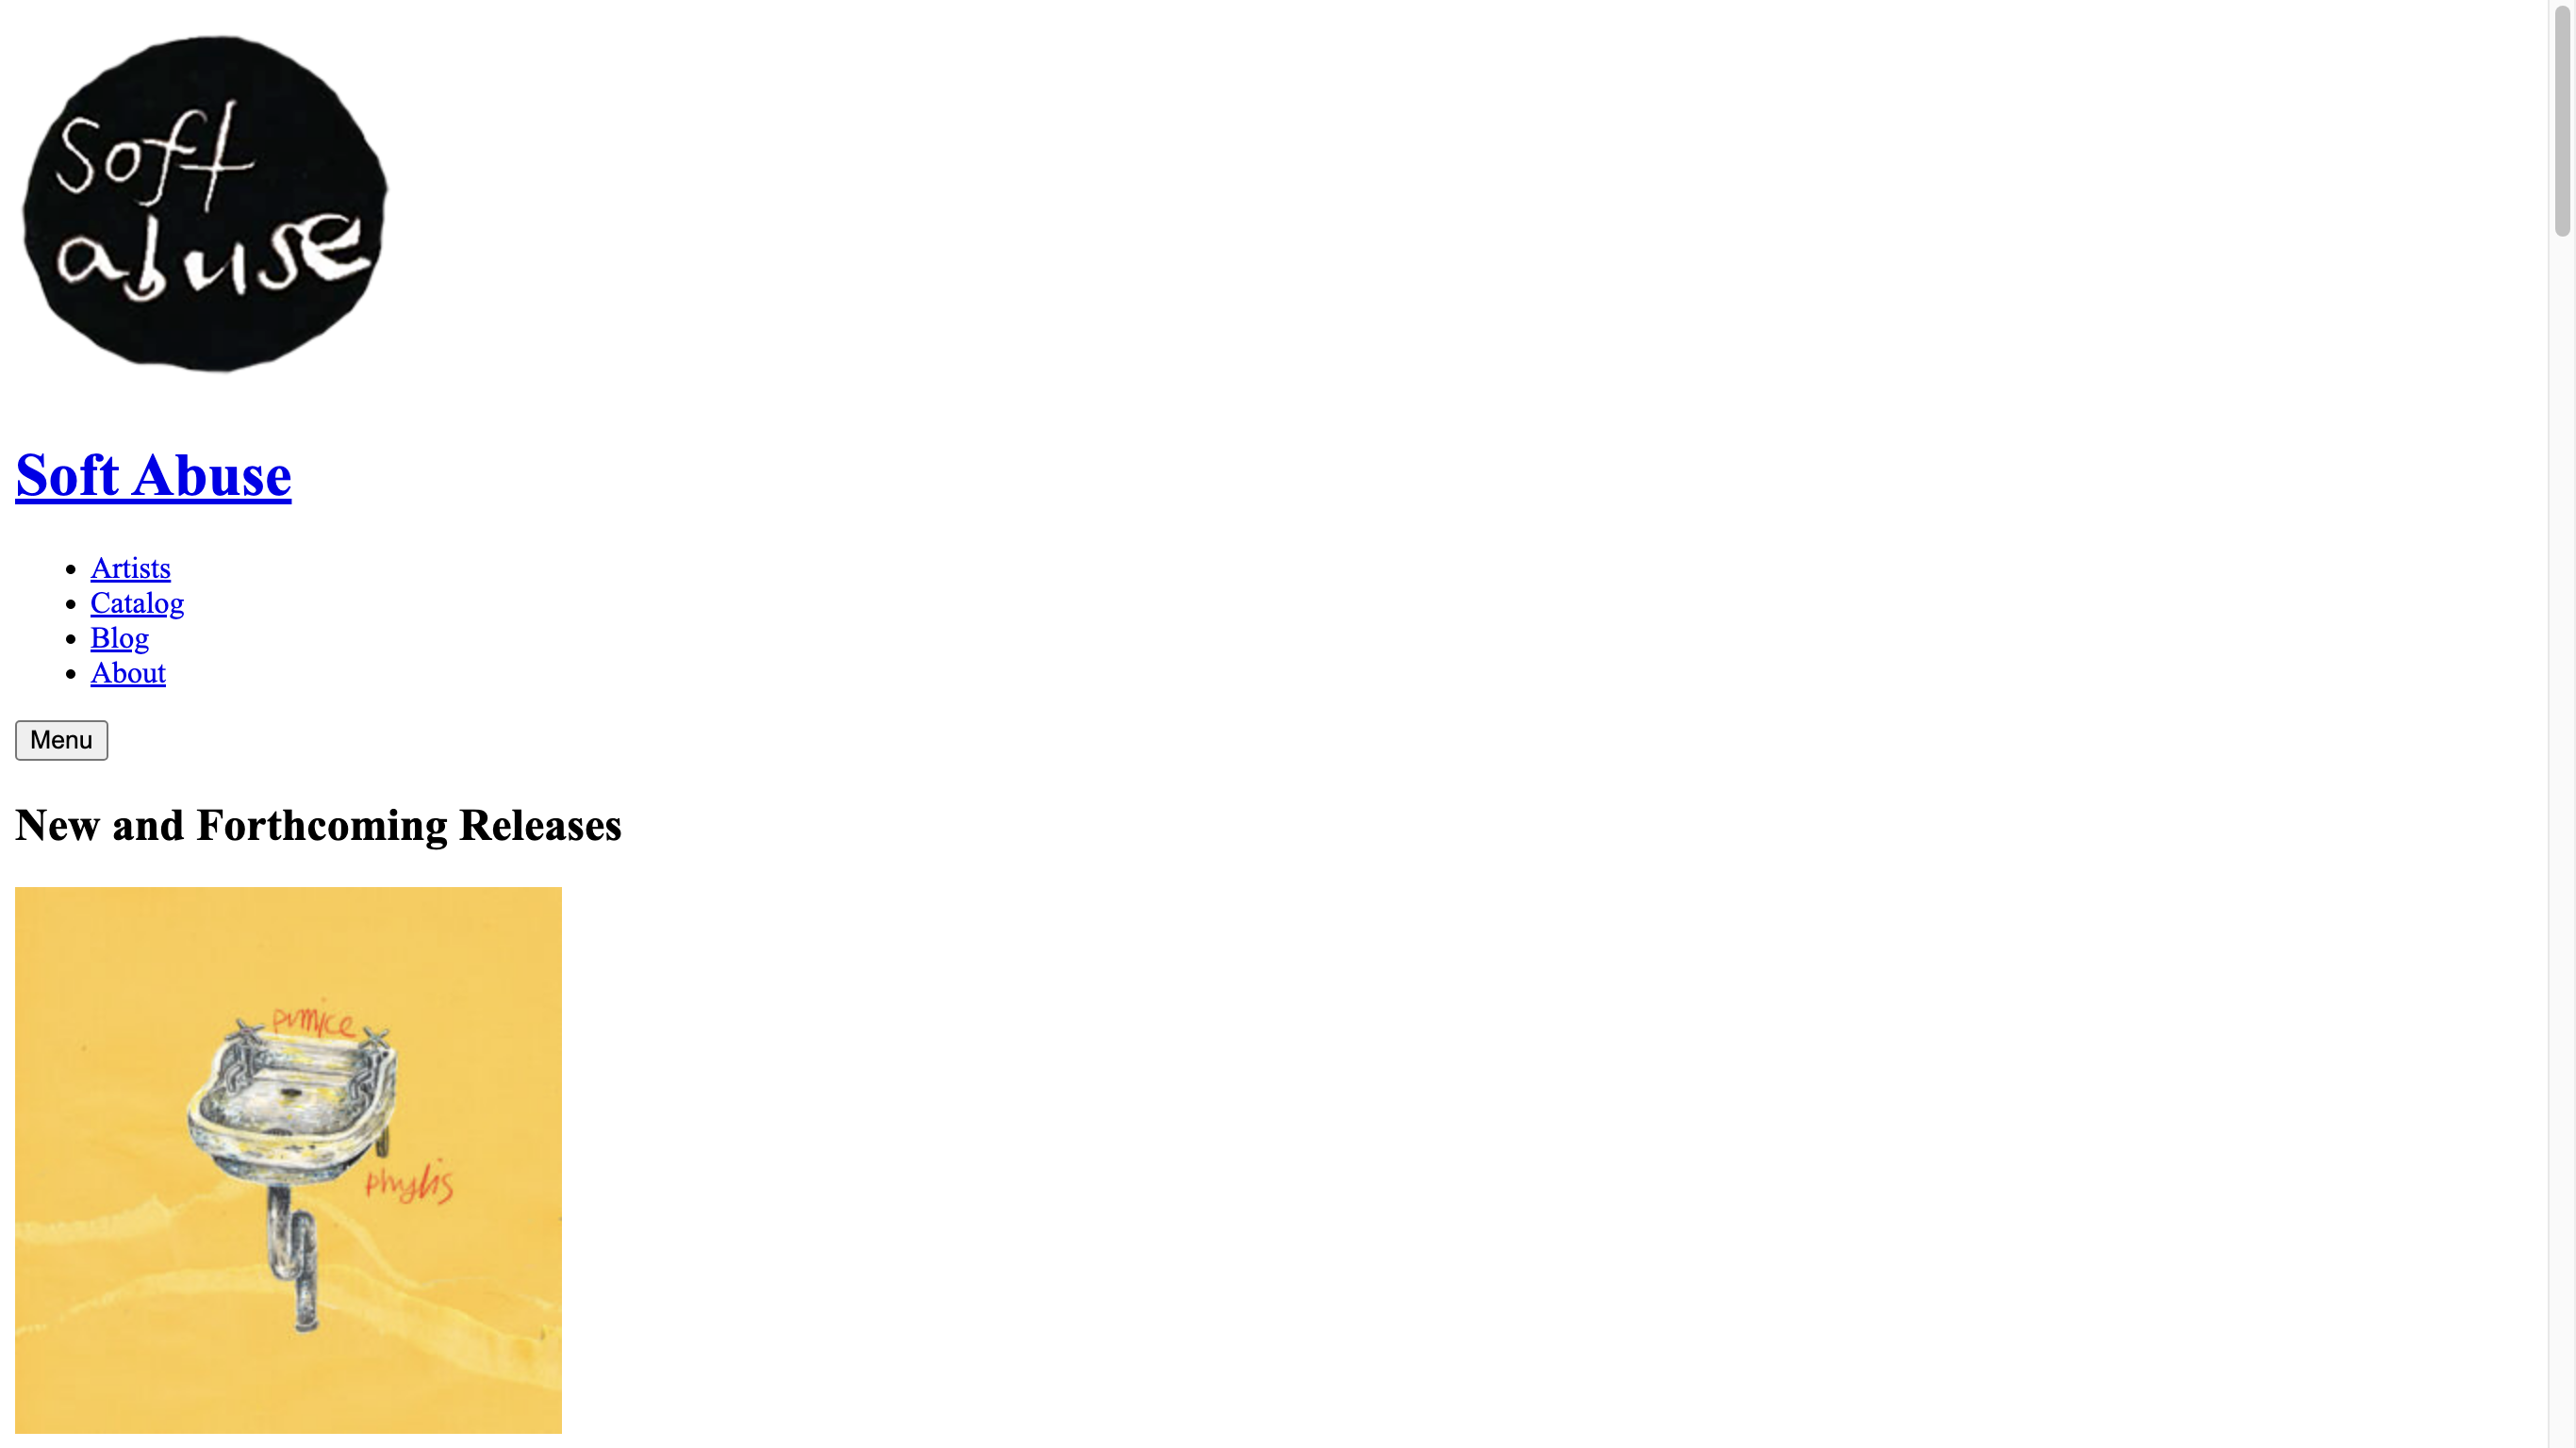 soft
abuse
Soft Abuse
Artists
Catalog
Blog
About
Menu
New and Forthcoming Releases
pumice
phylis